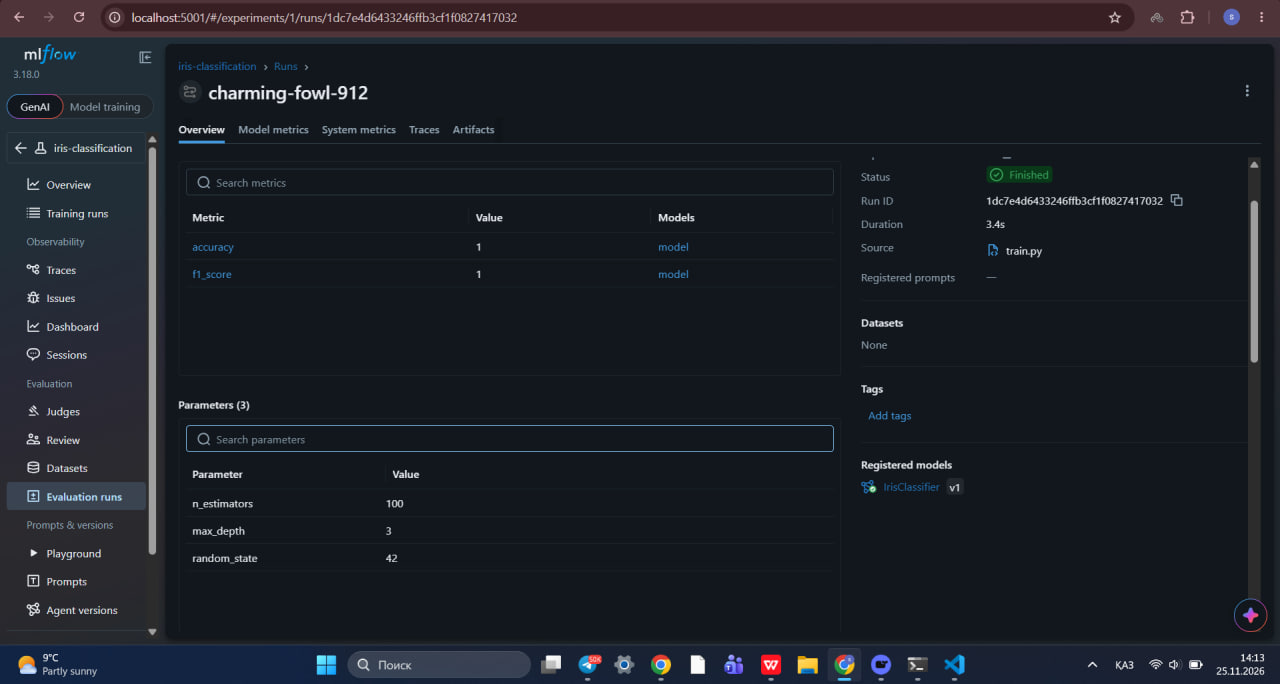 localhost:5001/#/experiments/1/runs/1dc7e4d6433246ffb3cf1f0827417032
S
mlflow
3.18.0
GenAI Model training
iris-classification
Overview
Training runs
Observability
Traces
Issues
Dashboard
Sessions
Evaluation
Judges
Review
Datasets
Evaluation runs
Prompts & versions
Playground
Prompts
Agent versions
iris-classification › Runs ›
charming-fowl-912
Overview Model metrics System metrics Traces Artifacts
Search metrics
Metric Value Models
accuracy 1 model
f1_score 1 model
Parameters (3)
Search parameters
Parameter Value
n_estimators 100
max_depth 3
random_state 42
Status Finished
Run ID 1dc7e4d6433246ffb3cf1f0827417032
Duration 3.4s
Source train.py
Registered prompts —
Datasets
None
Tags
Add tags
Registered models
IrisClassifier v1
9°C
Partly sunny
Поиск
50K
КАЗ
14:13
25.11.2026